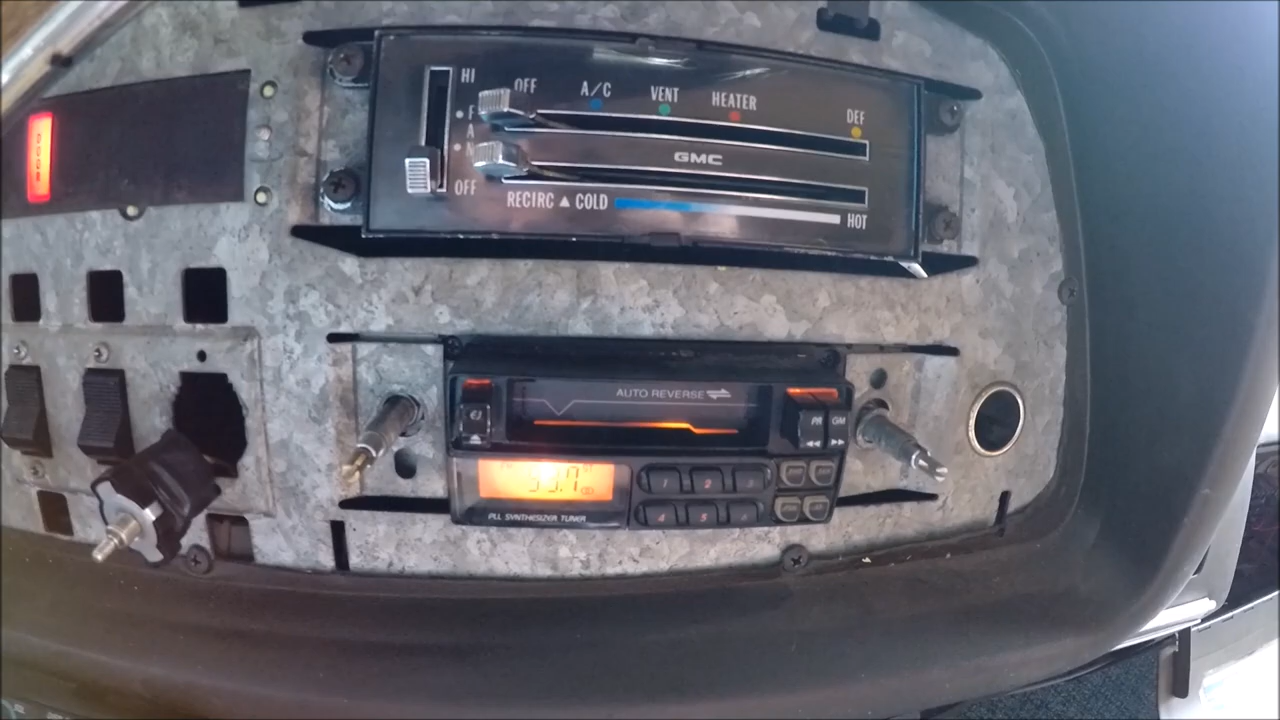 HI
F
A
N
OFF
OFF
A/C
VENT
HEATER
DEF
GMC
RECIRC ▲ COLD
HOT
AUTO REVERSE
PLL SYNTHESIZER TUNER
1 2 3
4 5 6